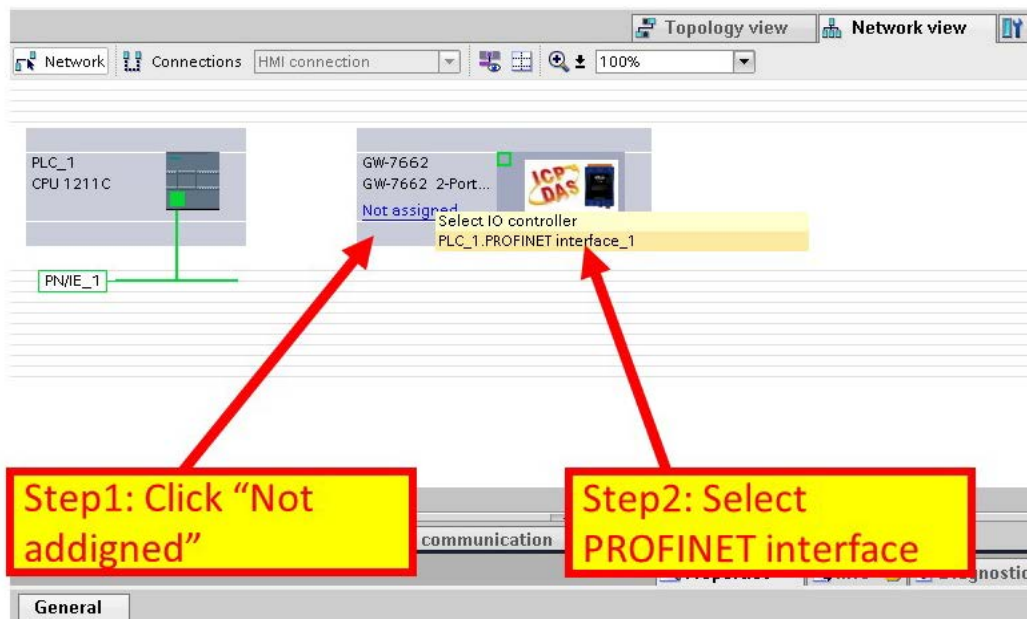 Topology view
Network view
Network
Connections
HMI connection
100%
PLC_1
CPU 1211C
GW-7662
GW-7662 2-Port...
Not assigned
ICP
DAS
Select IO controller
PLC_1.PROFINET interface_1
PN/IE_1
Step1: Click “Not
addigned”
Step2: Select
PROFINET interface
communication
General